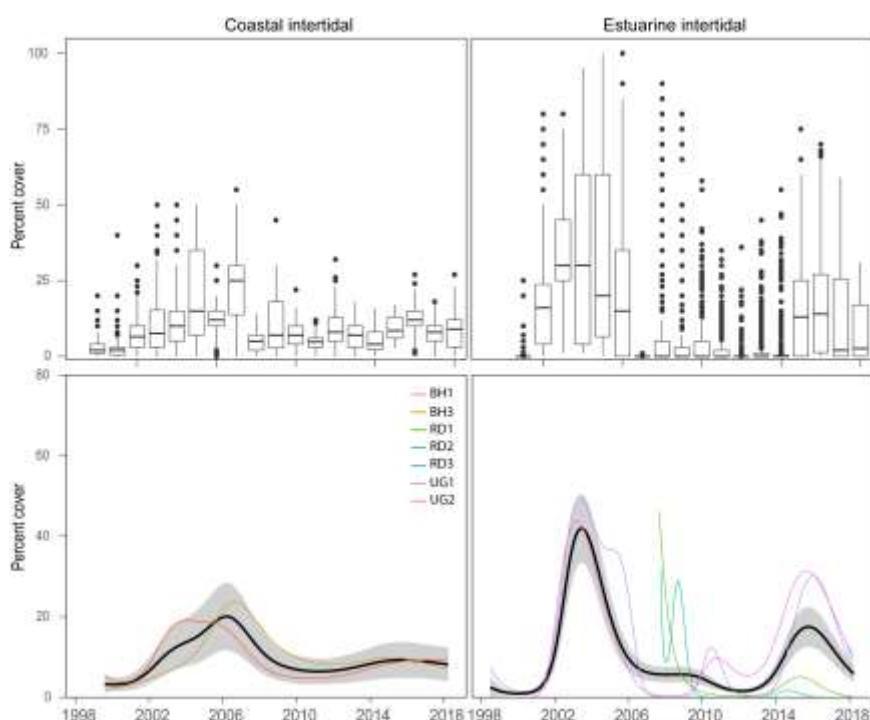 Coastal intertidal Estuarine intertidal
100
75
50
25
0
Percent cover
80
60
40
20
0
Percent cover
BH1
BH3
RD1
RD2
RD3
UG1
UG2
1998 2002 2006 2010 2014 2018 1998 2002 2006 2010 2014 2018